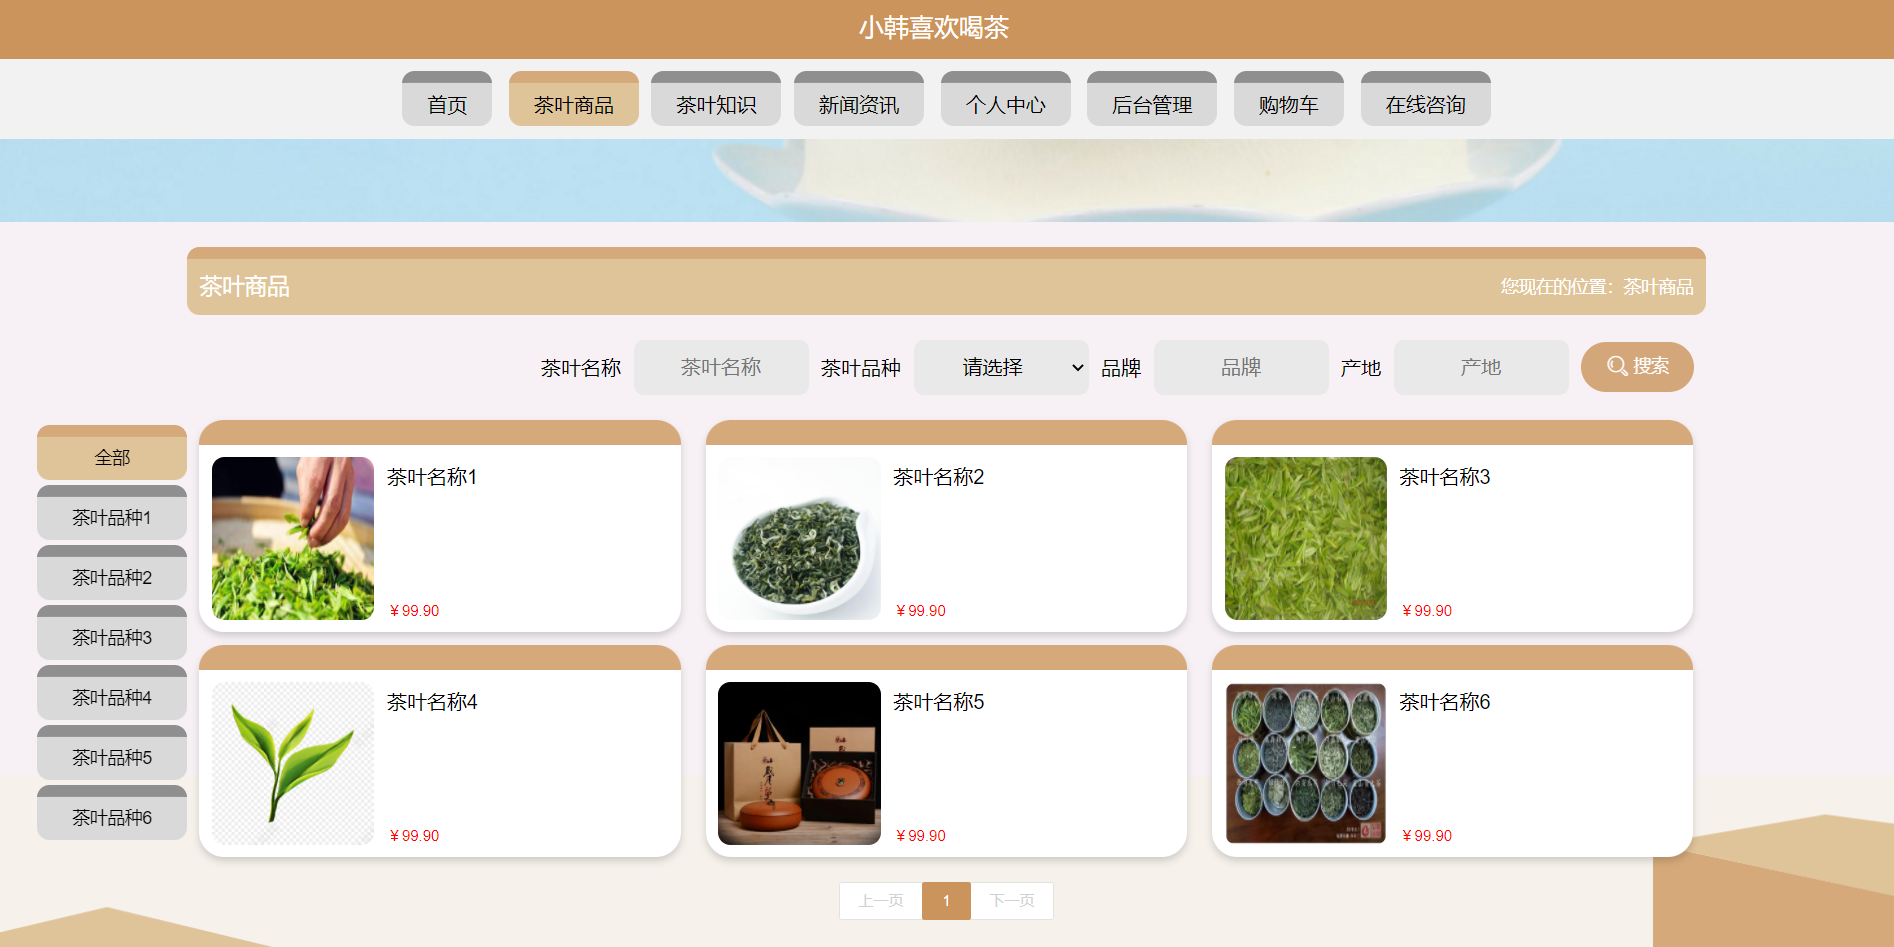 小韩喜欢喝茶
首页 茶叶商品 茶叶知识 新闻资讯 个人中心 后台管理 购物车 在线咨询
茶叶商品 您现在的位置：茶叶商品
茶叶名称 茶叶名称 茶叶品种 请选择 品牌 品牌 产地 产地 搜索
全部
茶叶品种1
茶叶品种2
茶叶品种3
茶叶品种4
茶叶品种5
茶叶品种6
茶叶名称1
￥99.90
茶叶名称2
￥99.90
茶叶名称3
￥99.90
茶叶名称4
￥99.90
茶叶名称5
￥99.90
茶叶名称6
￥99.90
上一页 1 下一页